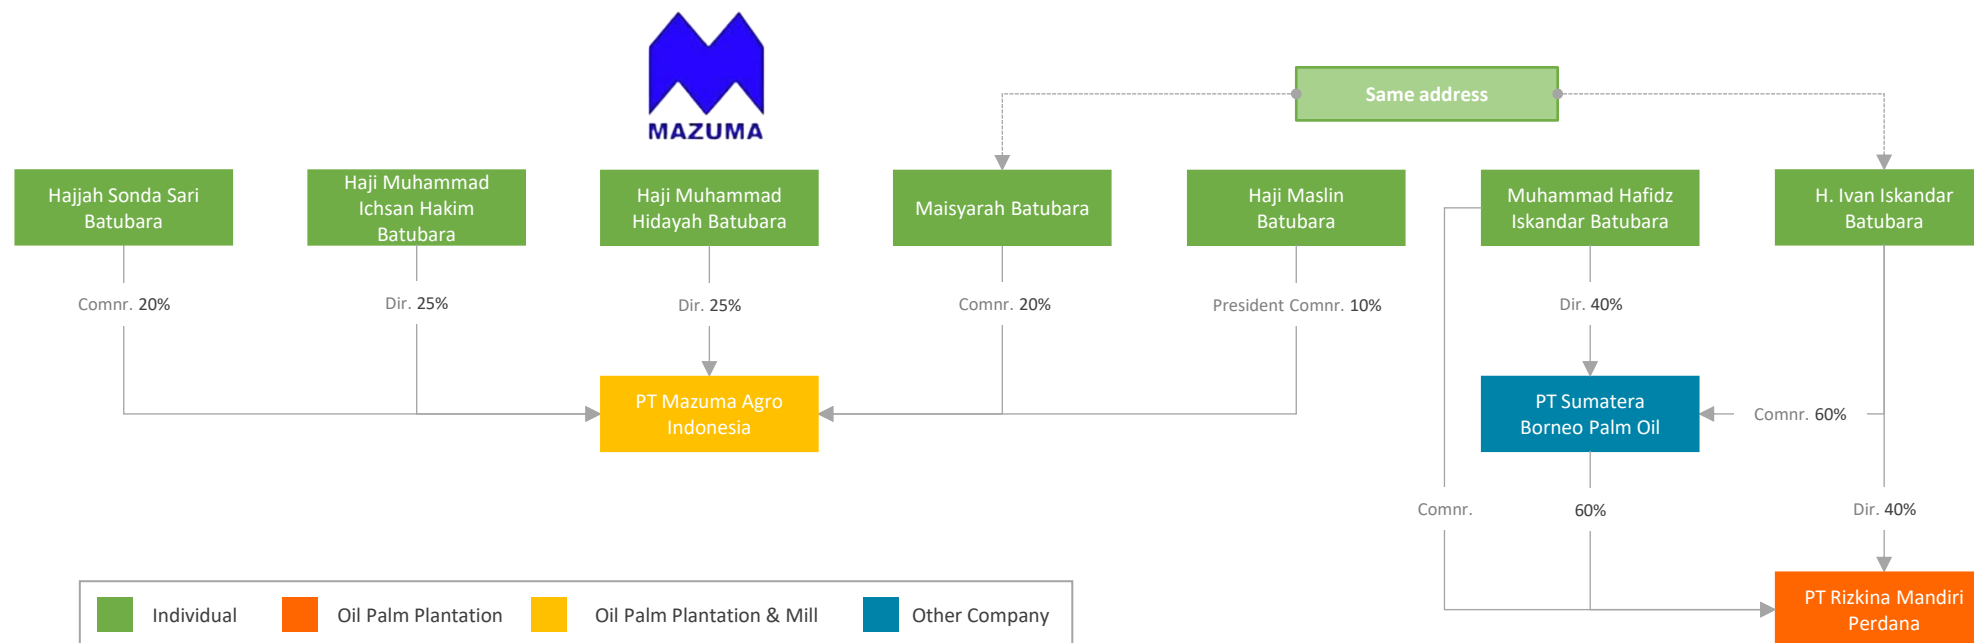 MAZUMA
Same address
Hajjah Sonda Sari
Batubara
Haji Muhammad
Ichsan Hakim
Batubara
Haji Muhammad
Hidayah Batubara
Maisyarah Batubara
Haji Maslin
Batubara
Muhammad Hafidz
Iskandar Batubara
H. Ivan Iskandar
Batubara
Comnr. 20%
Dir. 25%
Dir. 25%
Comnr. 20%
President Comnr. 10%
Dir. 40%
PT Mazuma Agro
Indonesia
PT Sumatera
Borneo Palm Oil
Comnr. 60%
Comnr.
60%
Dir. 40%
PT Rizkina Mandiri
Perdana
Individual
Oil Palm Plantation
Oil Palm Plantation & Mill
Other Company